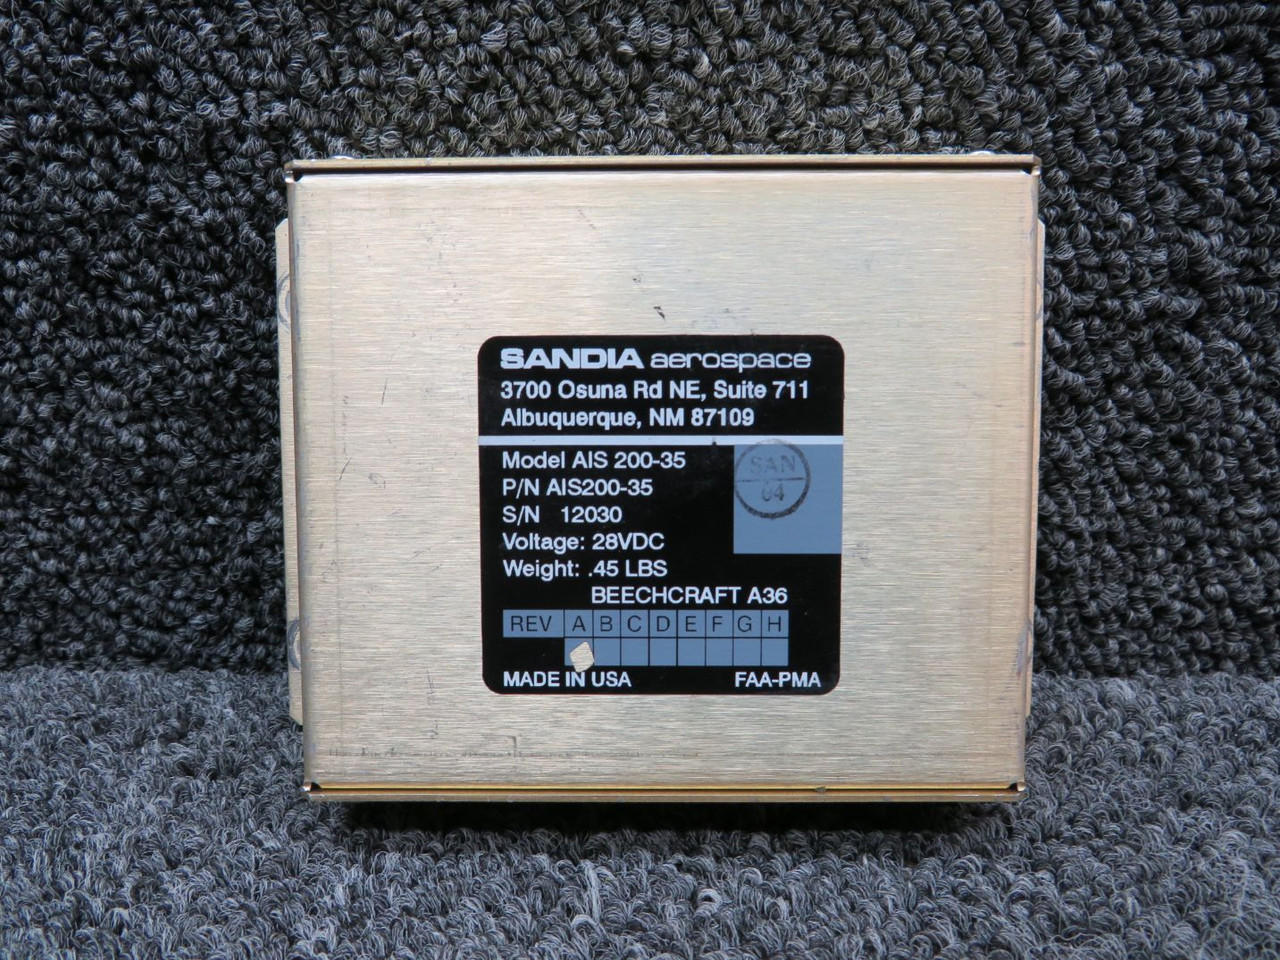 SANDIA aerospace
3700 Osuna Rd NE, Suite 711
Albuquerque, NM 87109
Model AIS 200-35
P/N AIS200-35
S/N 12030
Voltage: 28VDC
Weight: .45 LBS
SAN
04
BEECHCRAFT A36
REV A B C D E F G H
MADE IN USA FAA-PMA